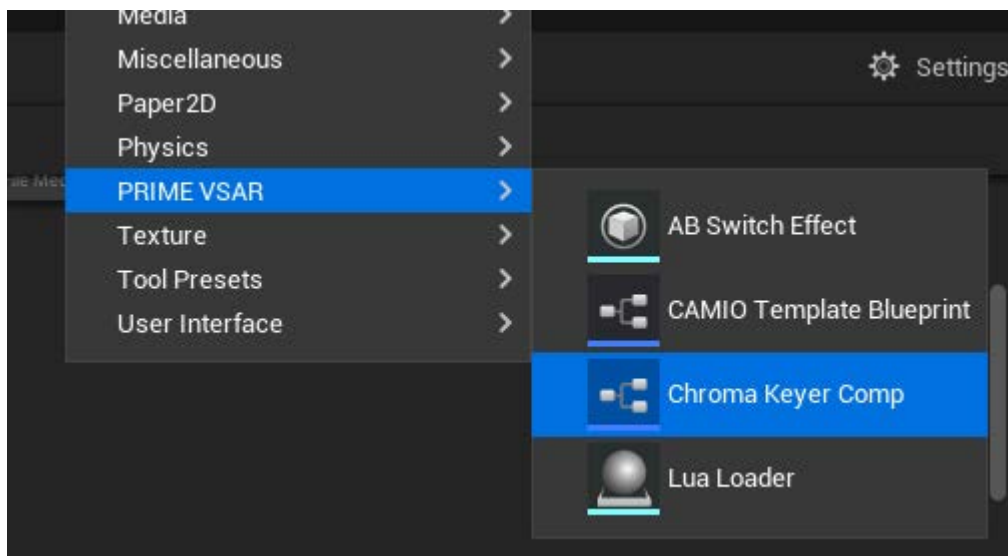 Media
Miscellaneous
Settings
Paper2D
Physics
PRIME VSAR
Texture
Tool Presets
User Interface
AB Switch Effect
CAMIO Template Blueprint
Chroma Keyer Comp
Lua Loader